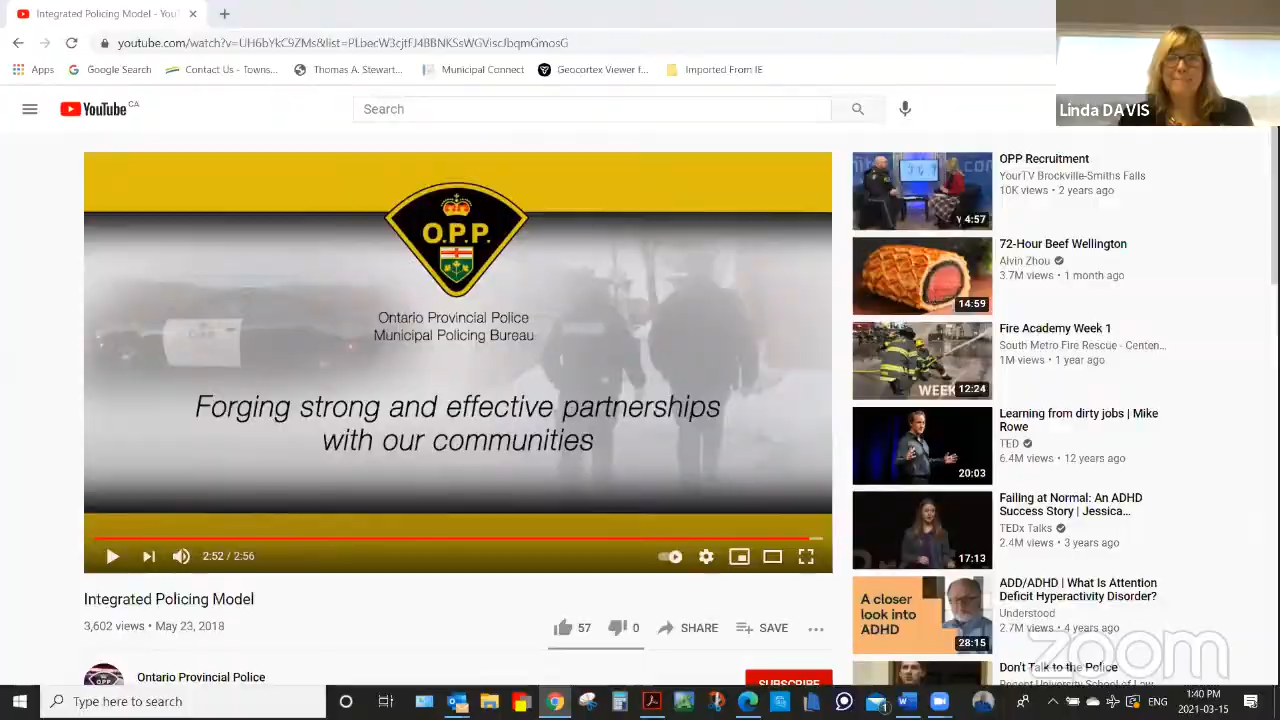 Integrated Policing Model - You
youtube.com/watch?v=UH6bYkC9ZMs&list=PLpecW3cjtFJ4BBNKSsWGViscJbqmGmosG
Apps
Google Search
Contact Us - Towns...
Thomas A Stewart...
Municipal Connect
Geocortex Viewer f...
Imported From IE
Linda DAVIS
YouTube CA
Search
O.P.P.
Ontario Provincial Police
Municipal Policing Bureau
Forging strong and effective partnerships
with our communities
2:52 / 2:56
Integrated Policing Model
3,602 views • May 23, 2018
57
0
SHARE
SAVE
Ontario Provincial Police
SUBSCRIBE
4:57
OPP Recruitment
YourTV Brockville-Smiths Falls
10K views • 2 years ago
14:59
72-Hour Beef Wellington
Alvin Zhou
3.7M views • 1 month ago
WEEK
12:24
Fire Academy Week 1
South Metro Fire Rescue - Centen...
1M views • 1 year ago
20:03
Learning from dirty jobs | Mike
Rowe
TED
6.4M views • 12 years ago
17:13
Failing at Normal: An ADHD
Success Story | Jessica...
TEDx Talks
2.4M views • 3 years ago
A closer
look into
ADHD
28:15
ADD/ADHD | What Is Attention
Deficit Hyperactivity Disorder?
Understood
2.7M views • 4 years ago
Don't Talk to the Police
Regent University School of Law
zoom
Type here to search
1:40 PM
2021-03-15